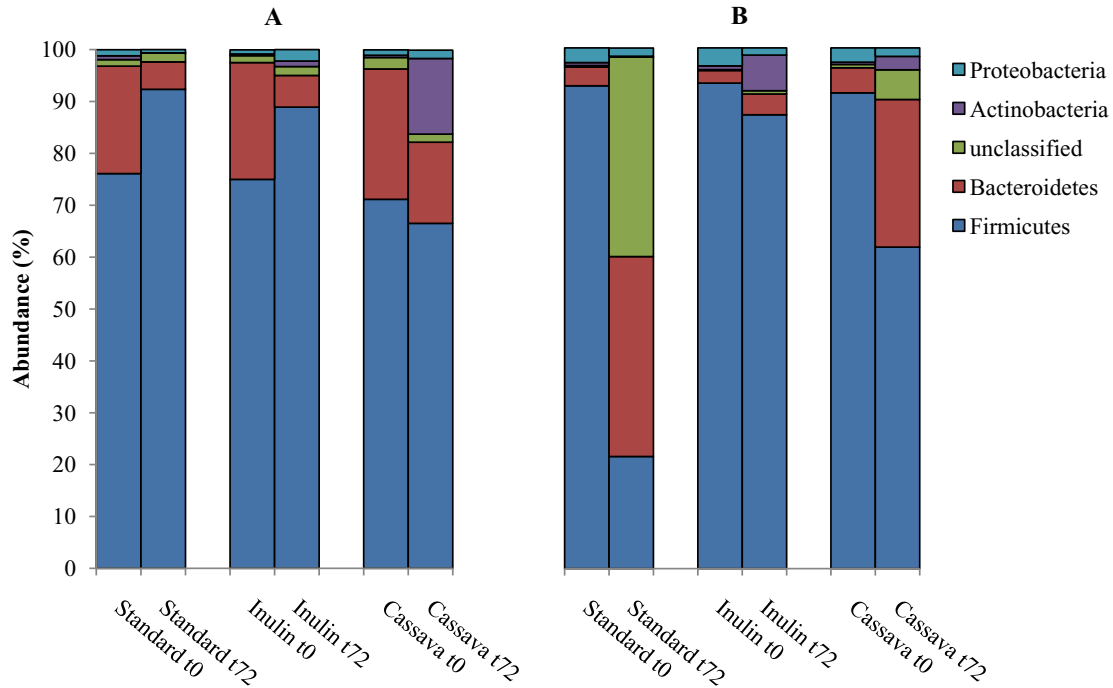 A
B
Abundance (%)
100
90
80
70
60
50
40
30
20
10
0
Standard t0
Standard t72
Inulin t0
Inulin t72
Cassava t0
Cassava t72
Standard t0
Standard t72
Inulin t0
Inulin t72
Cassava t0
Cassava t72
Proteobacteria
Actinobacteria
unclassified
Bacteroidetes
Firmicutes